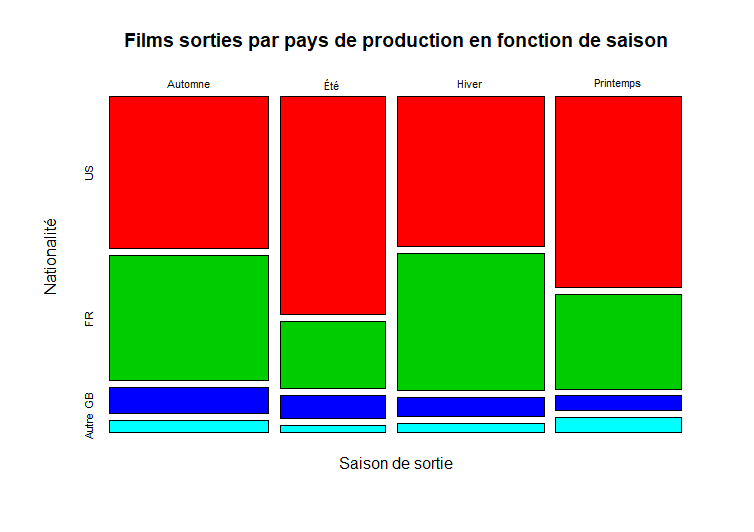 Films sorties par pays de production en fonction de saison
Automne
Été
Hiver
Printemps
US
FR
GB
Autre
Nationalité
Saison de sortie